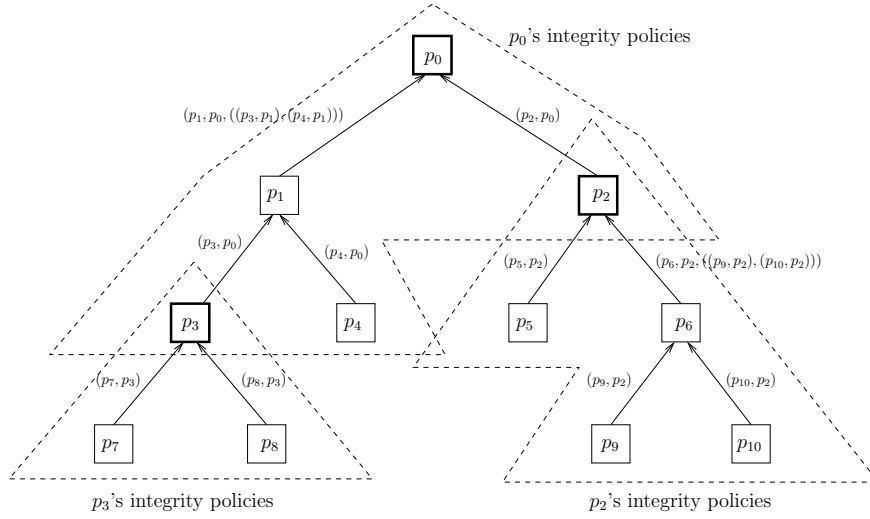 p₀'s integrity policies
p₀
(p₁, p₀, ((p₃, p₁), (p₄, p₁)))
(p₂, p₀)
p₁
p₂
(p₃, p₀)
(p₄, p₀)
(p₅, p₂)
(p₆, p₂, ((p₉, p₂), (p₁₀, p₂)))
p₃
p₄
p₅
p₆
(p₇, p₃)
(p₈, p₃)
(p₉, p₂)
(p₁₀, p₂)
p₇
p₈
p₉
p₁₀
p₃'s integrity policies
p₂'s integrity policies